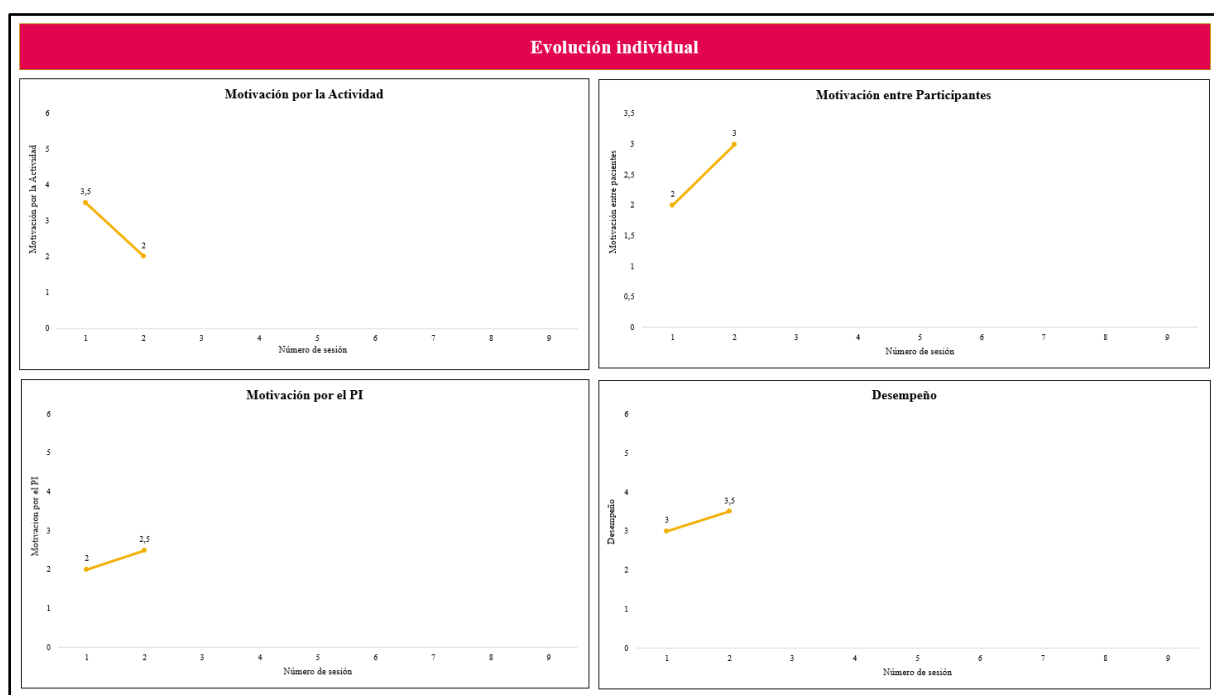 Evolución individual
Motivación por la Actividad
Motivación por la Actividad
6
5
4
3
2
1
0
3,5
2
1 2 3 4 5 6 7 8 9
Número de sesión
Motivación entre Participantes
Motivación entre pacientes
3,5
3
2,5
2
1,5
1
0,5
0
2
3
1 2 3 4 5 6 7 8 9
Número de sesión
Motivación por el PI
Motivacion por el PI
6
5
4
3
2
1
0
2
2,5
1 2 3 4 5 6 7 8 9
Número de sesión
Desempeño
Desempeño
6
5
4
3
2
1
0
3
3,5
1 2 3 4 5 6 7 8 9
Número de sesión